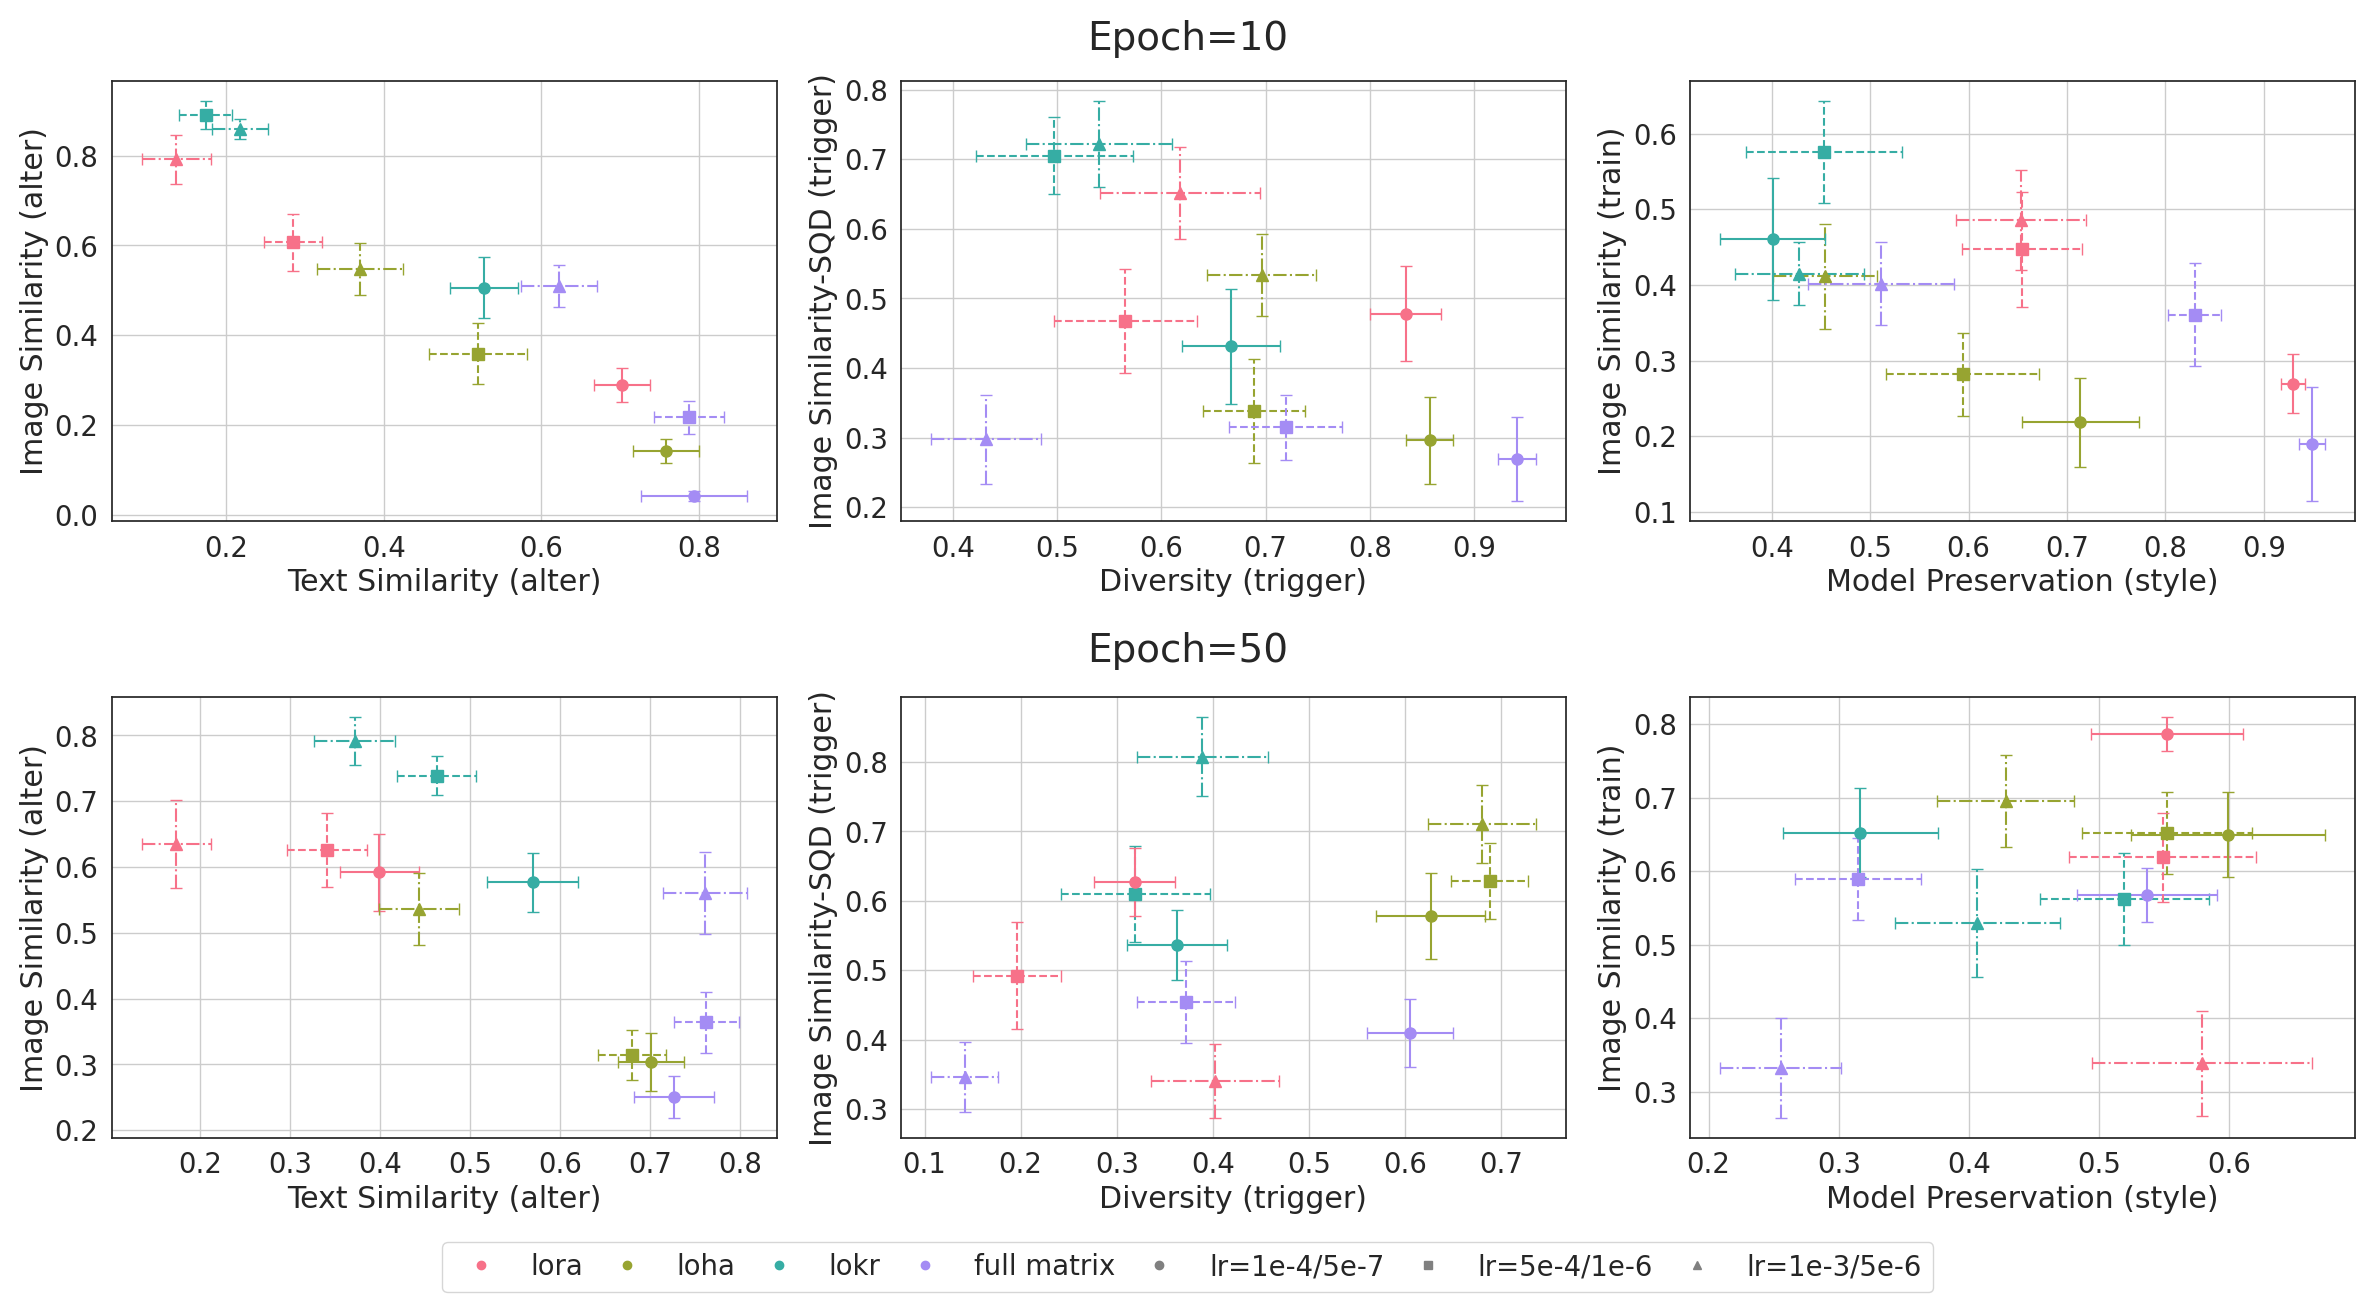 Epoch=10
Image Similarity (alter)
0.8
0.6
0.4
0.2
0.0
0.2 0.4 0.6 0.8
Text Similarity (alter)
Image Similarity-SQD (trigger)
0.8
0.7
0.6
0.5
0.4
0.3
0.2
0.4 0.5 0.6 0.7 0.8 0.9
Diversity (trigger)
Image Similarity (train)
0.6
0.5
0.4
0.3
0.2
0.1
0.4 0.5 0.6 0.7 0.8 0.9
Model Preservation (style)
Epoch=50
Image Similarity (alter)
0.8
0.7
0.6
0.5
0.4
0.3
0.2
0.2 0.3 0.4 0.5 0.6 0.7 0.8
Text Similarity (alter)
Image Similarity-SQD (trigger)
0.8
0.7
0.6
0.5
0.4
0.3
0.1 0.2 0.3 0.4 0.5 0.6 0.7
Diversity (trigger)
Image Similarity (train)
0.8
0.7
0.6
0.5
0.4
0.3
0.2 0.3 0.4 0.5 0.6
Model Preservation (style)
lora loha lokr full matrix lr=1e-4/5e-7 lr=5e-4/1e-6 lr=1e-3/5e-6